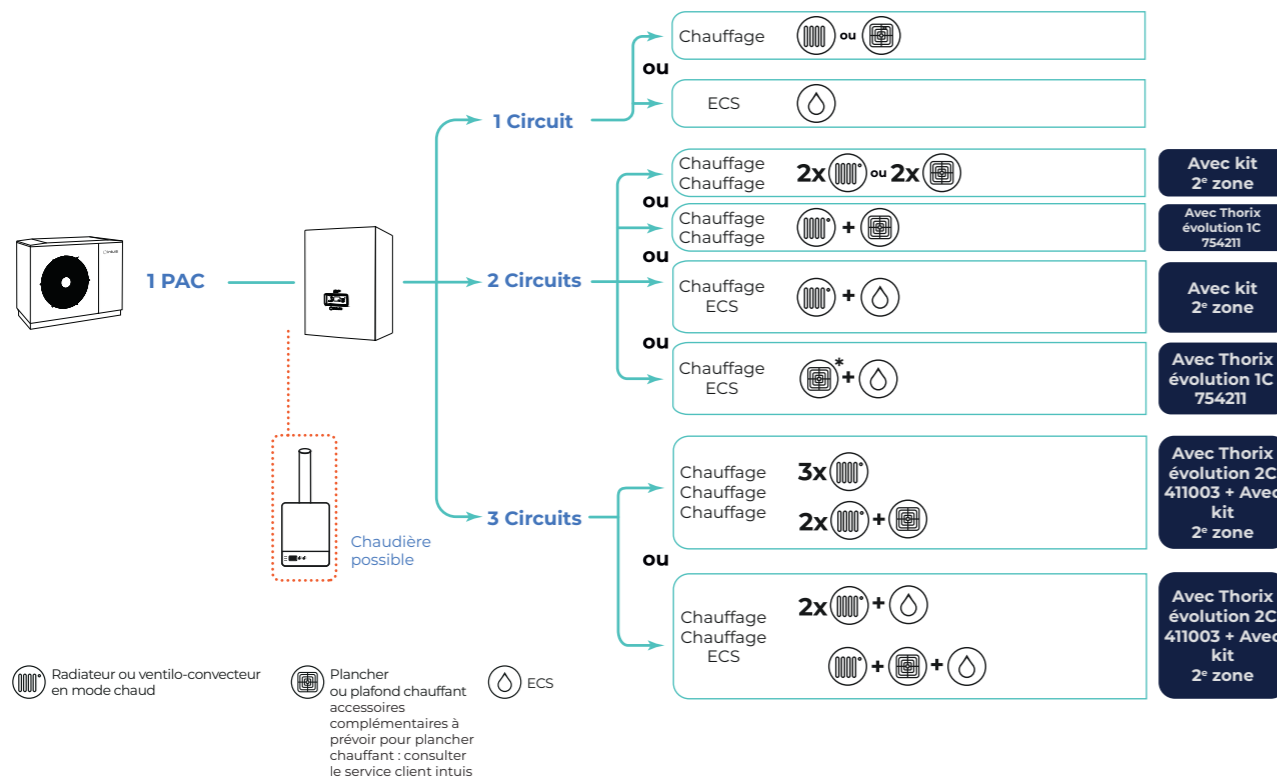 Chauffage ou
ou
ECS
1 Circuit
Chauffage
Chauffage
2x ou 2x
Avec kit
2e zone
ou
Chauffage
Chauffage
+
Avec Thorix
évolution 1C
754211
ou
1 PAC
2 Circuits
Chauffage
ECS
+
Avec kit
2e zone
ou
Chauffage
ECS
* +
Avec Thorix
évolution 1C
754211
3 Circuits
Chauffage
Chauffage
Chauffage
3x
2x +
Avec Thorix
évolution 2C
411003 + Avec
kit
2e zone
ou
Chaudière
possible
Chauffage
Chauffage
ECS
2x +
+ +
Avec Thorix
évolution 2C
411003 + Avec
kit
2e zone
Radiateur ou ventilo-convecteur
en mode chaud
Plancher
ou plafond chauffant
accessoires
complémentaires à
prévoir pour plancher
chauffant : consulter
le service client intuis
ECS